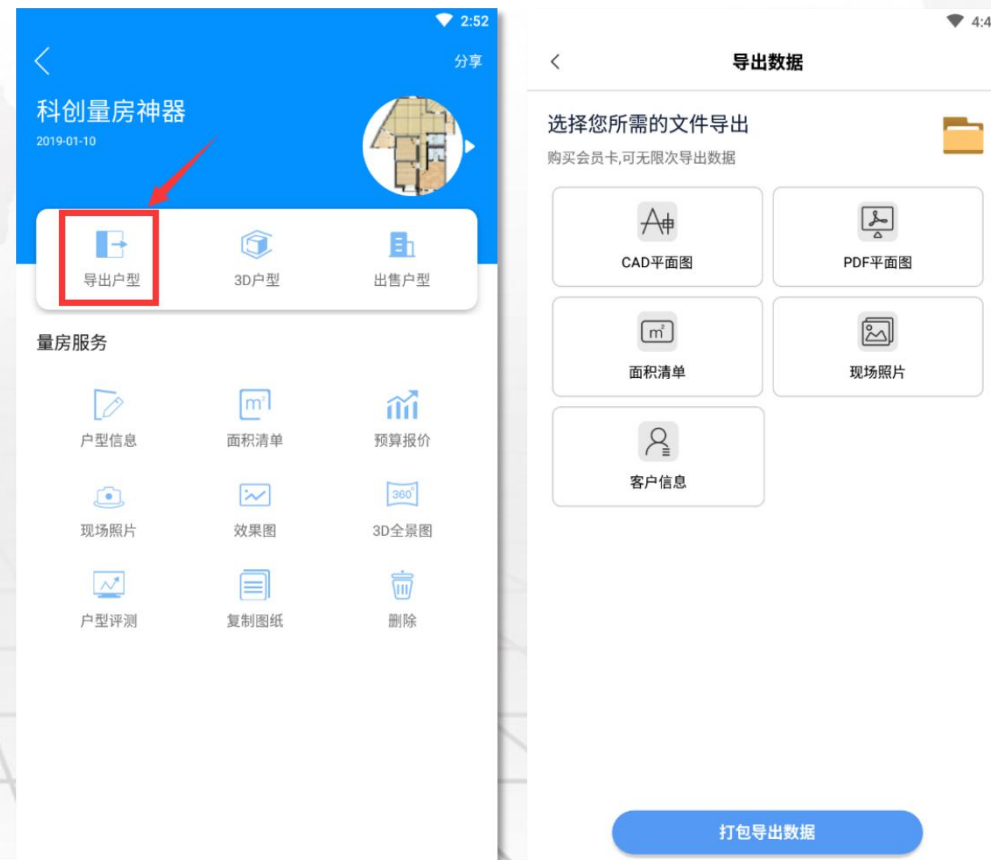 2:52
分享
科创量房神器
2019-01-10
导出户型
3D户型
出售户型
量房服务
户型信息
m²
面积清单
预算报价
现场照片
效果图
360°
3D全景图
户型评测
复制图纸
删除
4:4
导出数据
选择您所需的文件导出
购买会员卡,可无限次导出数据
CAD平面图
PDF平面图
m²
面积清单
现场照片
客户信息
打包导出数据